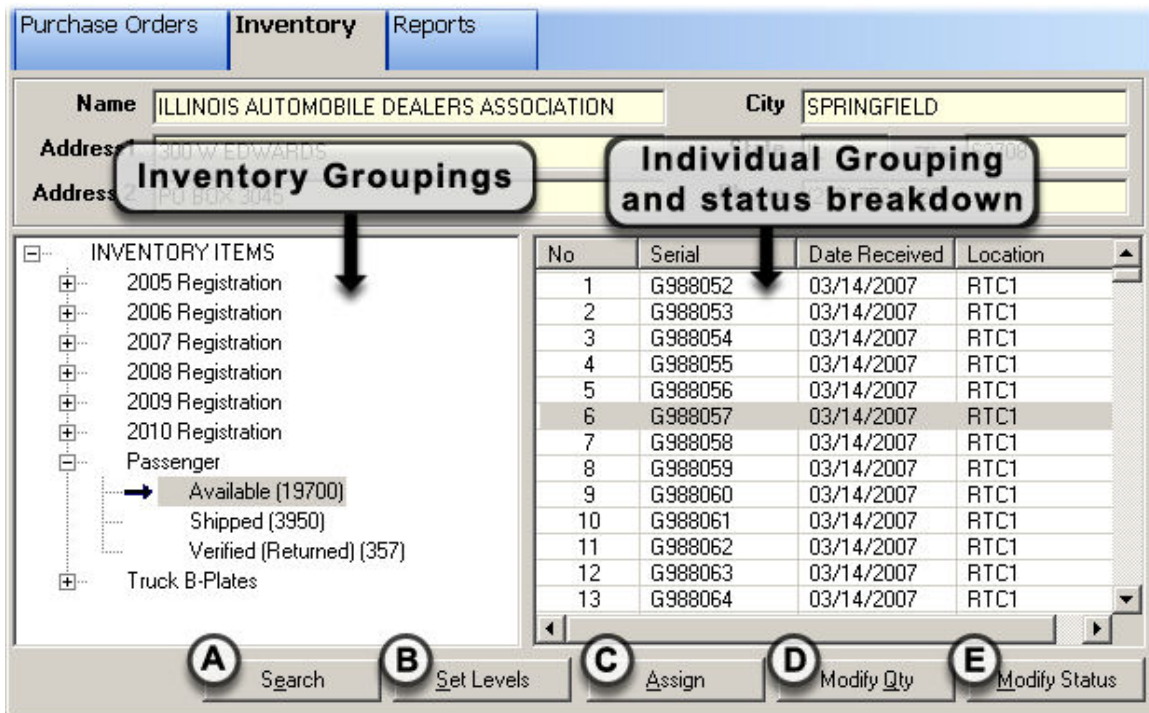 Purchase Orders Inventory Reports
Name ILLINOIS AUTOMOBILE DEALERS ASSOCIATION City SPRINGFIELD
Address1 300 W EDWARDS State
Address 2 PO BOX 3045
Inventory Groupings
Individual Grouping
and status breakdown
INVENTORY ITEMS
2005 Registration
2006 Registration
2007 Registration
2008 Registration
2009 Registration
2010 Registration
Passenger
Available (19700)
Shipped (3950)
Verified (Returned) (357)
Truck B-Plates
No Serial Date Received Location
1 G988052 03/14/2007 RTC1
2 G988053 03/14/2007 RTC1
3 G988054 03/14/2007 RTC1
4 G988055 03/14/2007 RTC1
5 G988056 03/14/2007 RTC1
6 G988057 03/14/2007 RTC1
7 G988058 03/14/2007 RTC1
8 G988059 03/14/2007 RTC1
9 G988060 03/14/2007 RTC1
10 G988061 03/14/2007 RTC1
11 G988062 03/14/2007 RTC1
12 G988063 03/14/2007 RTC1
13 G988064 03/14/2007 RTC1
A Search B Set Levels C Assign D Modify Qty E Modify Status